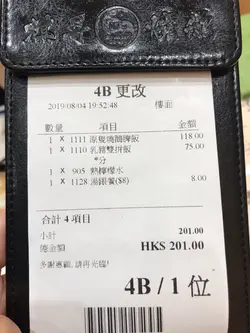 4B 更改
2019/08/04 19:52:48 樓面
數量 項目 金額
1 × 1111 原隻燒鵝髀飯 118.00
1 × 1110 乳豬雙拼飯 75.00
*分
1 × 905 熱檸檬水
1 × 1128 湯跟餐($8) 8.00
合計 4 項目
小計 201.00
總金額 HK$ 201.00
多謝惠顧, 請再光臨!
4B / 1 位